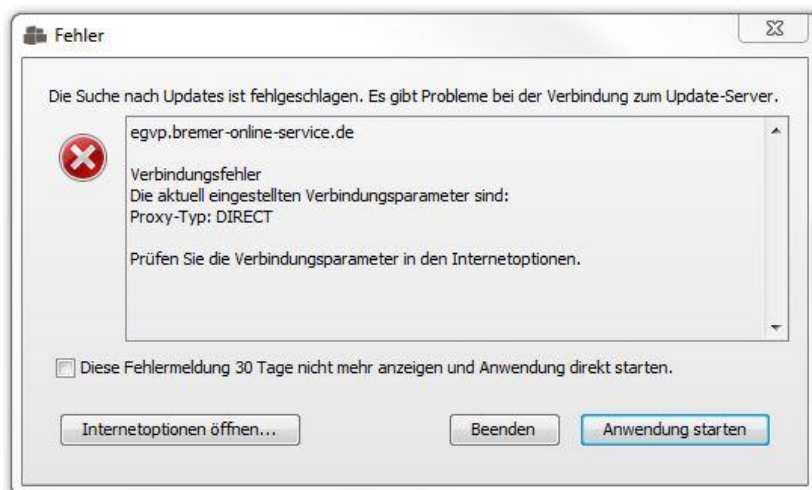 Fehler
Die Suche nach Updates ist fehlgeschlagen. Es gibt Probleme bei der Verbindung zum Update-Server.
egvp.bremer-online-service.de
Verbindungsfehler
Die aktuell eingestellten Verbindungsparameter sind:
Proxy-Typ: DIRECT
Prüfen Sie die Verbindungsparameter in den Internetoptionen.
Diese Fehlermeldung 30 Tage nicht mehr anzeigen und Anwendung direkt starten.
Internetoptionen öffnen... Beenden Anwendung starten